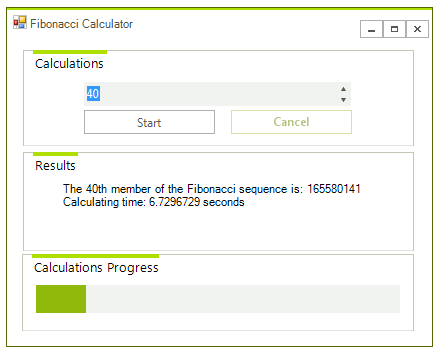 Fibonacci Calculator
Calculations
40
Start
Cancel
Results
The 40th member of the Fibonacci sequence is: 165580141
Calculating time: 6.7296729 seconds
Calculations Progress